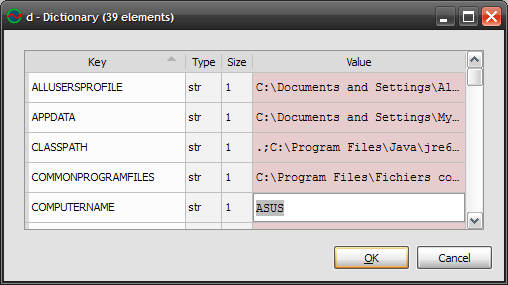 d - Dictionary (39 elements)
Key Type Size Value
ALLUSERSPROFILE str 1 C:\Documents and Settings\Al…
APPDATA str 1 C:\Documents and Settings\My…
CLASSPATH str 1 .;C:\Program Files\Java\jre6…
COMMONPROGRAMFILES str 1 C:\Program Files\Fichiers co…
COMPUTERNAME str 1 ASUS
OK Cancel